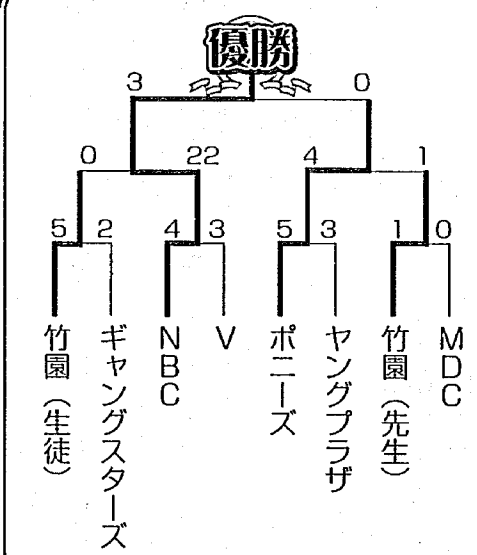 優勝
3 0
0 22 4 1
5 2 4 3 5 3 1 0
竹園（生徒）
ギャングスターズ
NBC
V
ポニーズ
ヤングプラザ
竹園（先生）
MDC